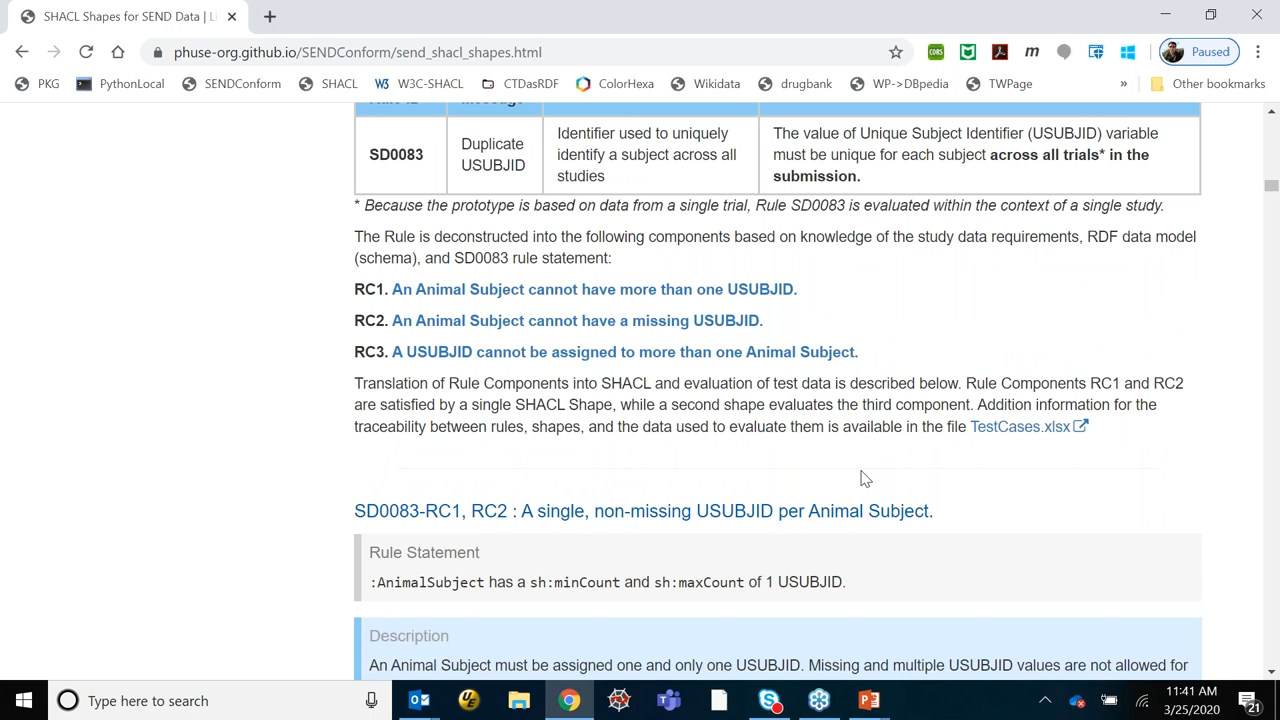 SHACL Shapes for SEND Data | Li
phuse-org.github.io/SENDConform/send_shacl_shapes.html
CORS
m
Paused
PKG PythonLocal SENDConform SHACL W3 W3C-SHACL CTDasRDF ColorHexa Wikidata drugbank WP->DBpedia TWPage » Other bookmarks
SD0083
Duplicate
USUBJID
Identifier used to uniquely
identify a subject across all
studies
The value of Unique Subject Identifier (USUBJID) variable
must be unique for each subject across all trials* in the
submission.
* Because the prototype is based on data from a single trial, Rule SD0083 is evaluated within the context of a single study.
The Rule is deconstructed into the following components based on knowledge of the study data requirements, RDF data model
(schema), and SD0083 rule statement:
RC1. An Animal Subject cannot have more than one USUBJID.
RC2. An Animal Subject cannot have a missing USUBJID.
RC3. A USUBJID cannot be assigned to more than one Animal Subject.
Translation of Rule Components into SHACL and evaluation of test data is described below. Rule Components RC1 and RC2
are satisfied by a single SHACL Shape, while a second shape evaluates the third component. Addition information for the
traceability between rules, shapes, and the data used to evaluate them is available in the file TestCases.xlsx
SD0083-RC1, RC2 : A single, non-missing USUBJID per Animal Subject.
Rule Statement
:AnimalSubject has a sh:minCount and sh:maxCount of 1 USUBJID.
Description
An Animal Subject must be assigned one and only one USUBJID. Missing and multiple USUBJID values are not allowed for
Type here to search
11:41 AM
3/25/2020
21